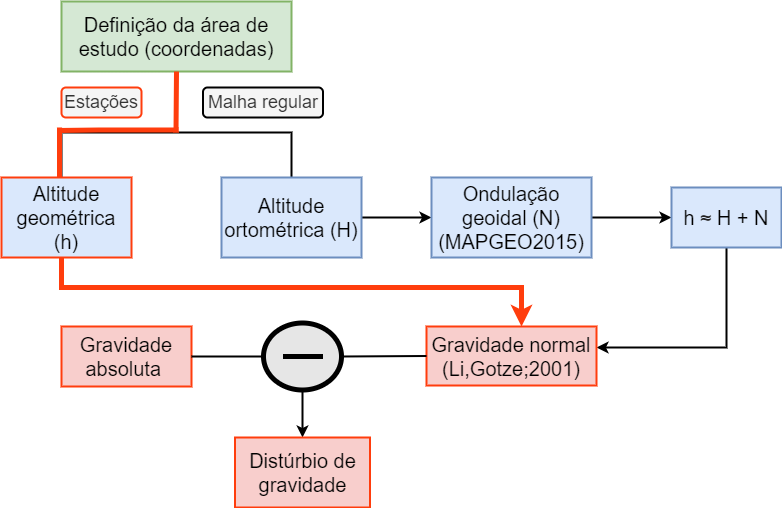 Definição da área de
estudo (coordenadas)
Estações
Malha regular
Altitude
geométrica
(h)
Altitude
ortométrica (H)
Ondulação
geoidal (N)
(MAPGEO2015)
h ≈ H + N
Gravidade
absoluta
Gravidade normal
(Li,Gotze;2001)
Distúrbio de
gravidade